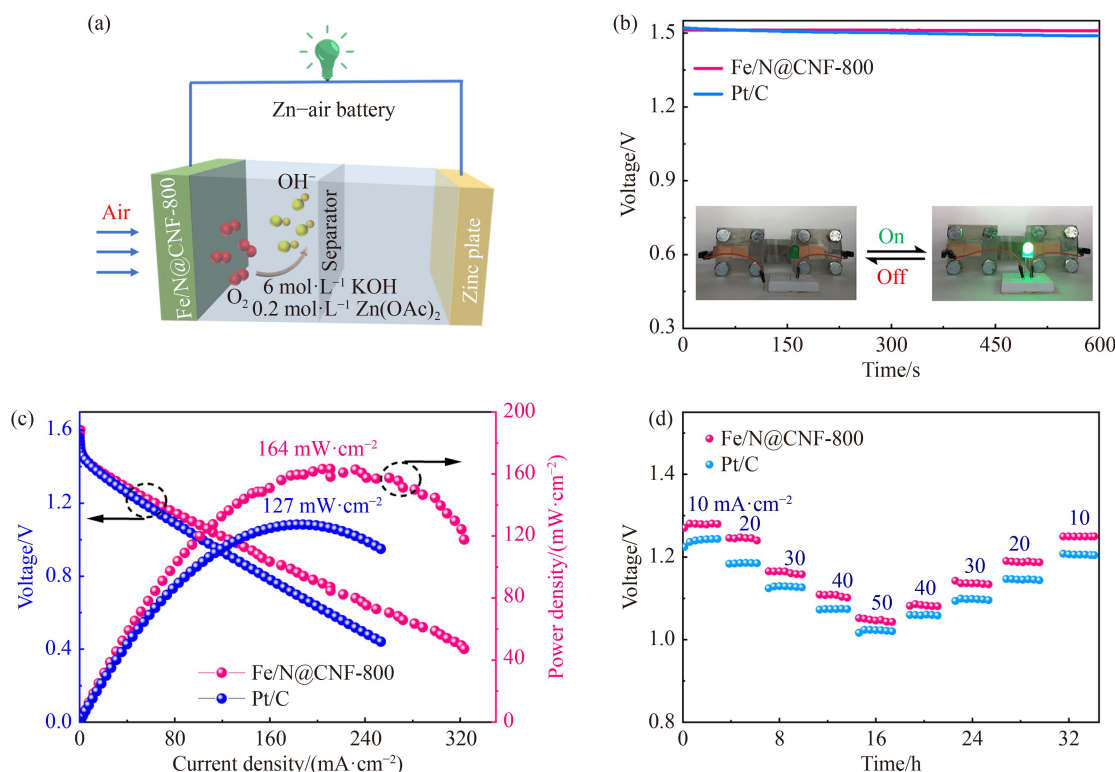 (a)
Zn−air battery
Fe/N@CNF-800
Air
OH⁻
O₂
Separator
6 mol·L⁻¹ KOH
0.2 mol·L⁻¹ Zn(OAc)₂
Zinc plate
(b)
Voltage/V
1.5
1.2
0.9
0.6
0.3
Fe/N@CNF-800
Pt/C
On
Off
0 150 300 450 600
Time/s
(c)
Voltage/V
1.6
1.2
0.8
0.4
0.0
164 mW·cm⁻²
127 mW·cm⁻²
Fe/N@CNF-800
Pt/C
200
160
120
80
40
0
Power density/(mW·cm⁻²)
0 80 160 240 320
Current density/(mA·cm⁻²)
(d)
Voltage/V
1.4
1.2
1.0
0.8
Fe/N@CNF-800
Pt/C
10 mA·cm⁻²
20
30
40
50
40
30
20
10
0 8 16 24 32
Time/h